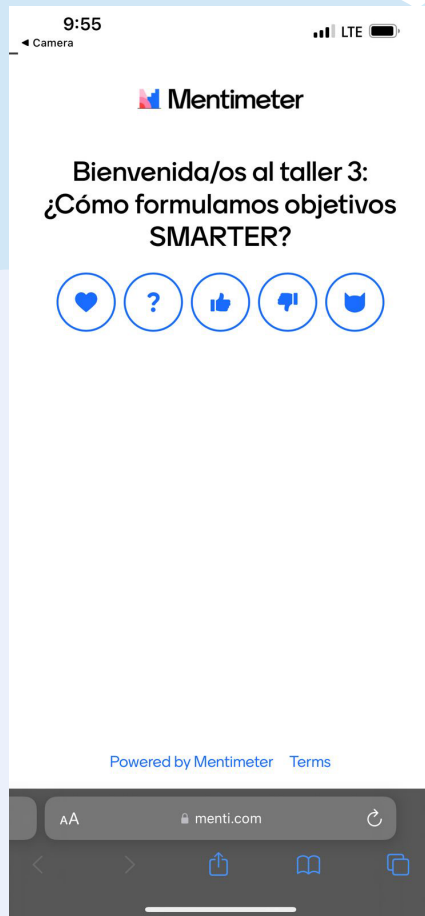 9:55
LTE
◀ Camera
Mentimeter
Bienvenida/os al taller 3:
¿Cómo formulamos objetivos
SMARTER?
?
Powered by Mentimeter Terms
AA menti.com